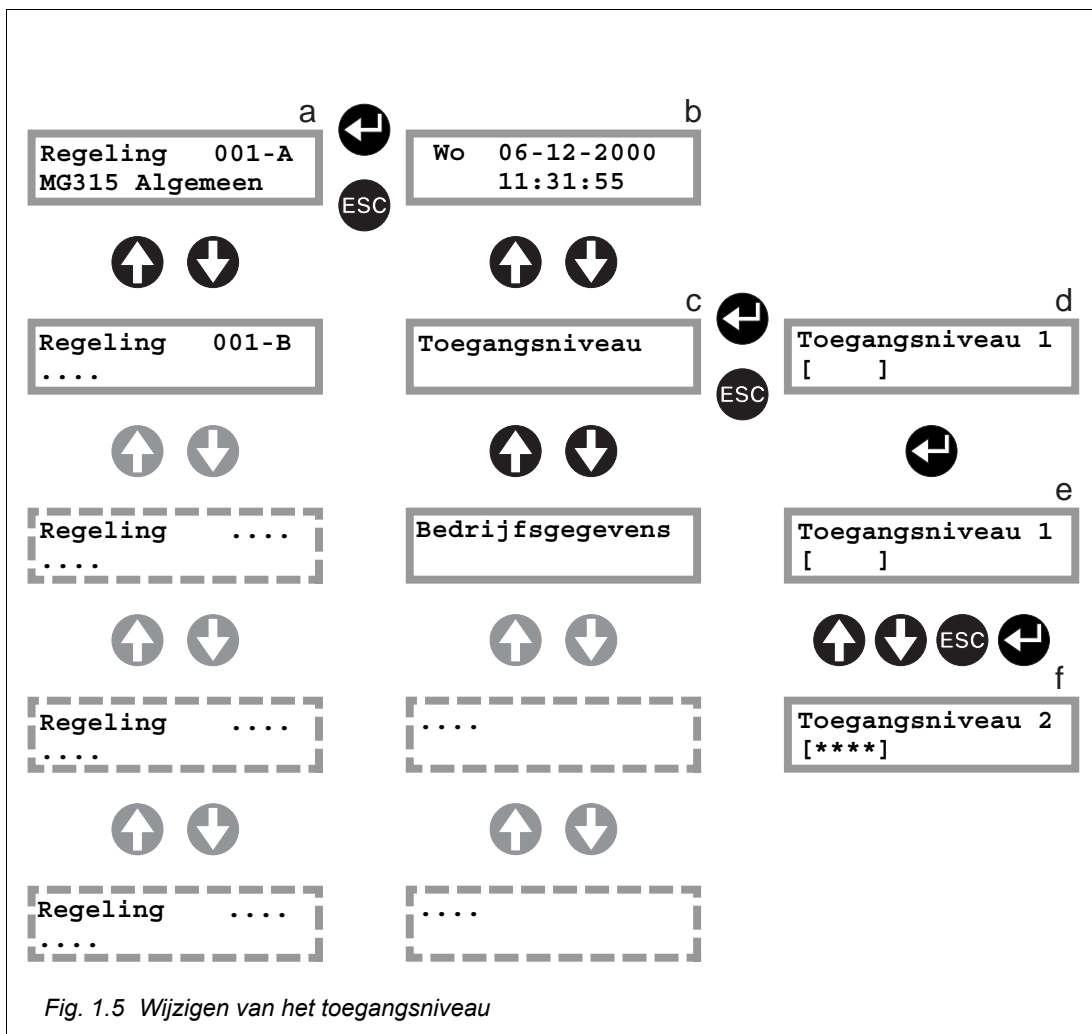 a
Regeling 001-A
MG315 Algemeen
ESC
b
Wo 06-12-2000
11:31:55
Regeling 001-B
....
c
Toegangsniveau
ESC
d
Toegangsniveau 1
[ ]
Regeling ....
....
Bedrijfsgegevens
e
Toegangsniveau 1
[ ]
ESC
Regeling ....
....
....
f
Toegangsniveau 2
[****]
Regeling ....
....
....
Fig. 1.5 Wijzigen van het toegangsniveau